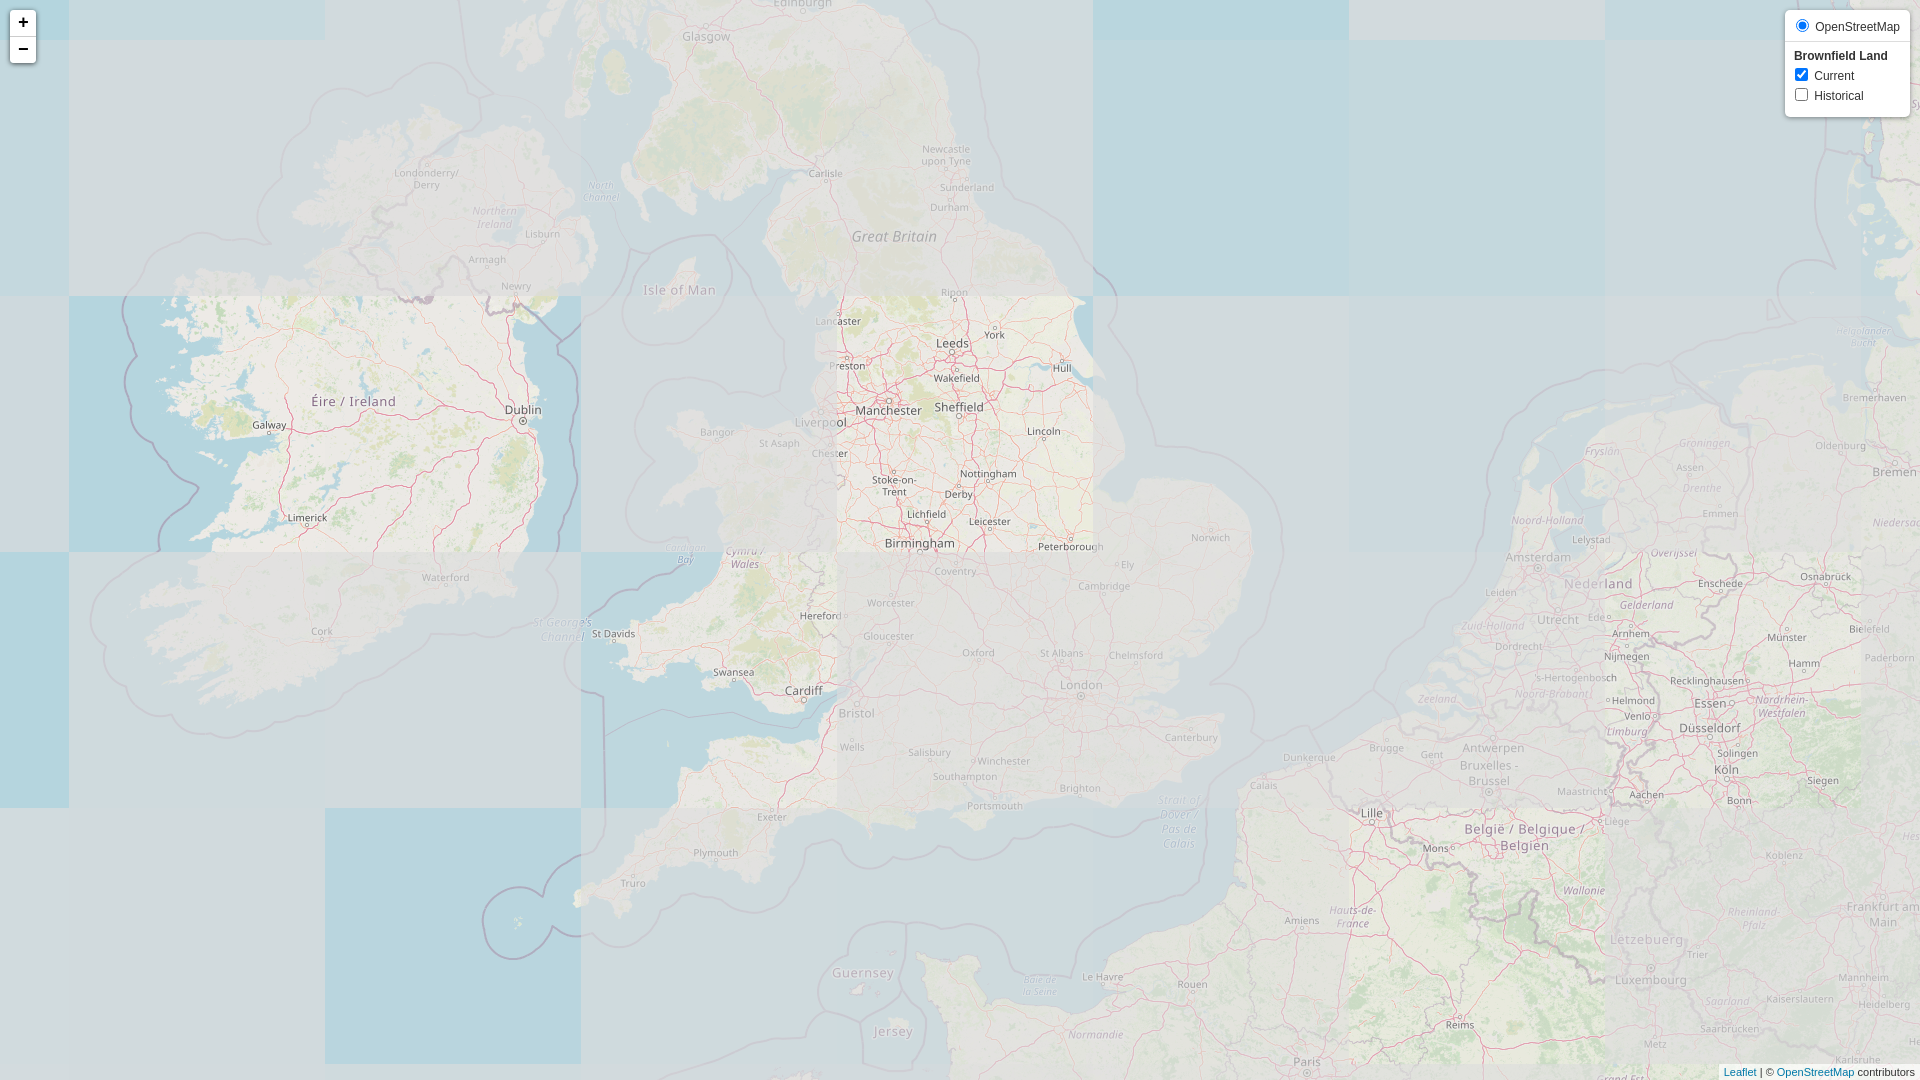 +
−
OpenStreetMap
Brownfield Land
Current
Historical
Edinburgh
Glasgow
Newcastle
upon Tyne
Londonderry/
Derry
Carlisle
Sunderland
North
Channel
Durham
Northern
Ireland
Lisburn
Great Britain
Armagh
Newry
Isle of Man
Ripon
Lancaster
York
Leeds
Helgoländer
Preston
Hull
Wakefield
Éire / Ireland
Dublin
Manchester
Sheffield
Bremerhaven
Galway
Liverpool
Bangor
St Asaph
Lincoln
Chester
Groningen
Oldenburg
Fryslân
Assen
Bremen
Stoke-on-
Trent
Nottingham
Derby
Drenthe
Limerick
Lichfield
Leicester
Emmen
Noord-Holland
Birmingham
Peterborough
Norwich
Lelystad
Cardigan
Bay
Cymru /
Wales
Ely
Amsterdam
Overijssel
Coventry
Waterford
Cambridge
Nederland
Enschede
Osnabrück
Worcester
Leiden
Gelderland
Hereford
St George's
Channel
St Davids
Cork
Gloucester
Utrecht
Ede
Zuid-Holland
Arnhem
Münster
Bielefeld
Oxford
St Albans
Chelmsford
Dordrecht
Nijmegen
Paderborn
Hamm
Swansea
Cardiff
London
's-Hertogenbosch
Recklinghausen
Noord-Brabant
Zeeland
Helmond
Essen
Nordrhein-
Westfalen
Bristol
Venlo
Canterbury
Limburg
Düsseldorf
Wells
Salisbury
Winchester
Dunkerque
Brugge
Gent
Antwerpen
Solingen
Bruxelles -
Brussel
Köln
Southampton
Brighton
Calais
Maastricht
Aachen
Siegen
Portsmouth
Strait of
Dover /
Pas de
Calais
Bonn
Exeter
Lille
Liège
België / Belgique /
Belgien
Plymouth
Mons
Koblenz
Truro
Wallonie
Hauts-de-
France
Amiens
Rheinland-
Pfalz
Frankfurt am
Main
Letzebuerg
Trier
Guernsey
Le Havre
Baie de
la Seine
Rouen
Luxembourg
Mannheim
Saarland
Kaiserslautern
Heidelberg
Jersey
Normandie
Reims
Saarbrücken
Metz
Paris
Karlsruhe
Grand Est
Leaflet | © OpenStreetMap contributors